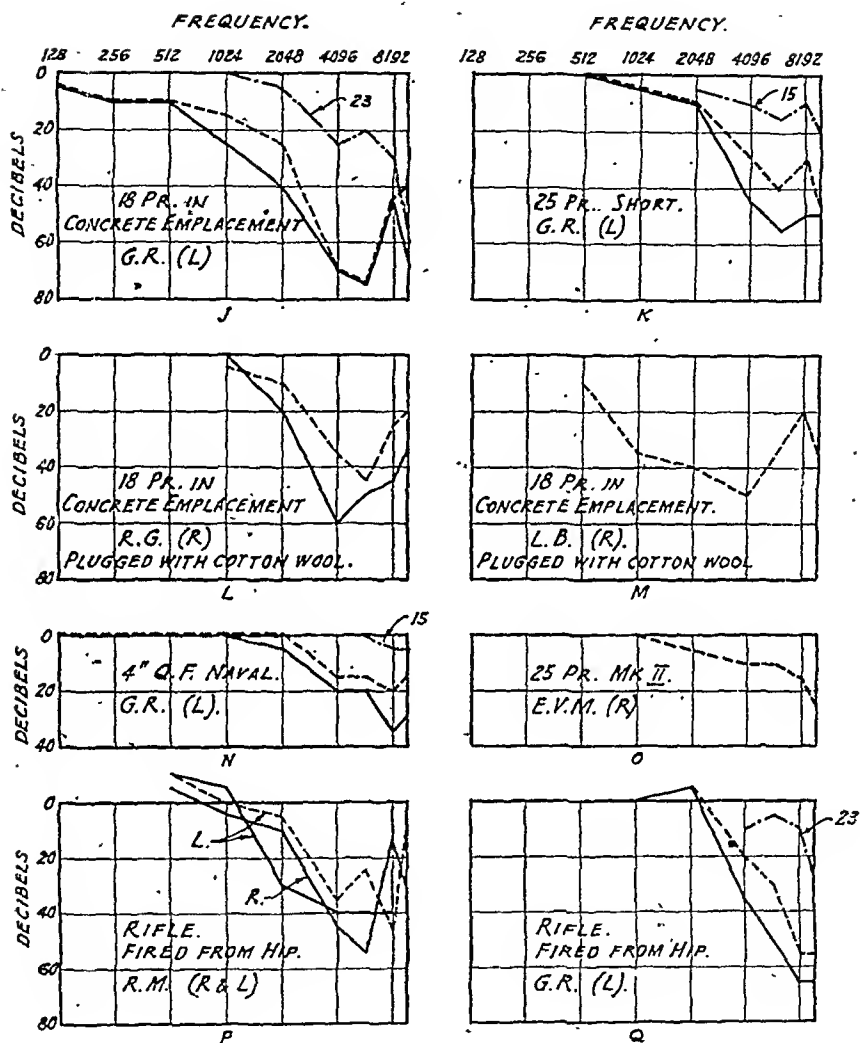 FREQUENCY.
128 256 512 1024 2048 4096 8192
DECIBELS
0
20
40
60
80
23
18 PR. IN
CONCRETE EMPLACEMENT
G.R. (L)
J
FREQUENCY.
128 256 512 1024 2048 4096 8192
15
25 PR.. SHORT.
G.R. (L)
K
DECIBELS
0
20
40
60
80
18 PR. IN
CONCRETE EMPLACEMENT
R.G. (R)
PLUGGED WITH COTTON WOOL.
L
18 PR. IN
CONCRETE EMPLACEMENT.
L.B. (R).
PLUGGED WITH COTTON WOOL
M
DECIBELS
0
20
40
15
4" Q.F. NAVAL.
G.R. (L).
N
25 PR. MK II.
E.V.M. (R)
O
DECIBELS
0
20
40
60
80
L.
R.
RIFLE.
FIRED FROM HIP.
R.M. (R & L)
P
23
RIFLE.
FIRED FROM HIP.
G.R. (L).
Q